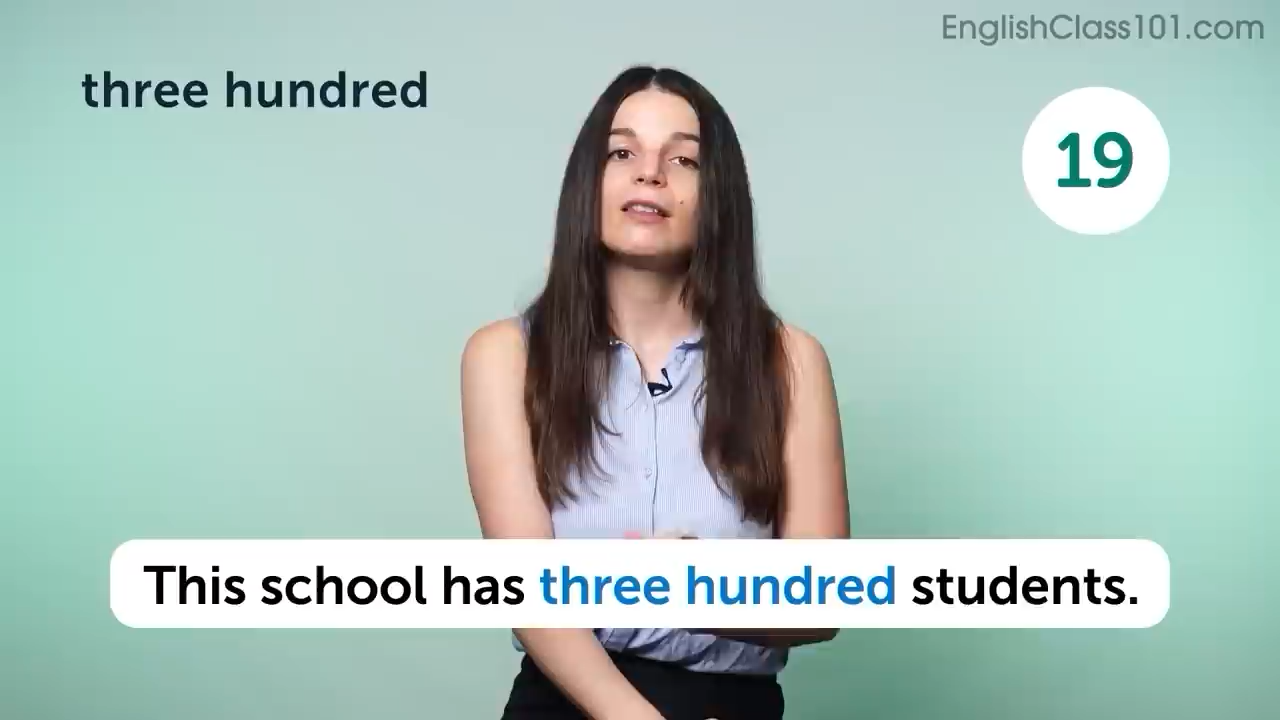 EnglishClass101.com
three hundred
19
This school has three hundred students.